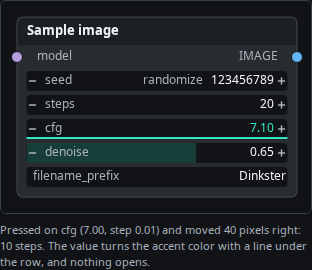 Sample image
model IMAGE
− seed randomize 123456789 +
− steps 20 +
− cfg 7.10 +
− denoise 0.65 +
filename_prefix Dinkster
Pressed on cfg (7.00, step 0.01) and moved 40 pixels right:
10 steps. The value turns the accent color with a line under
the row, and nothing opens.